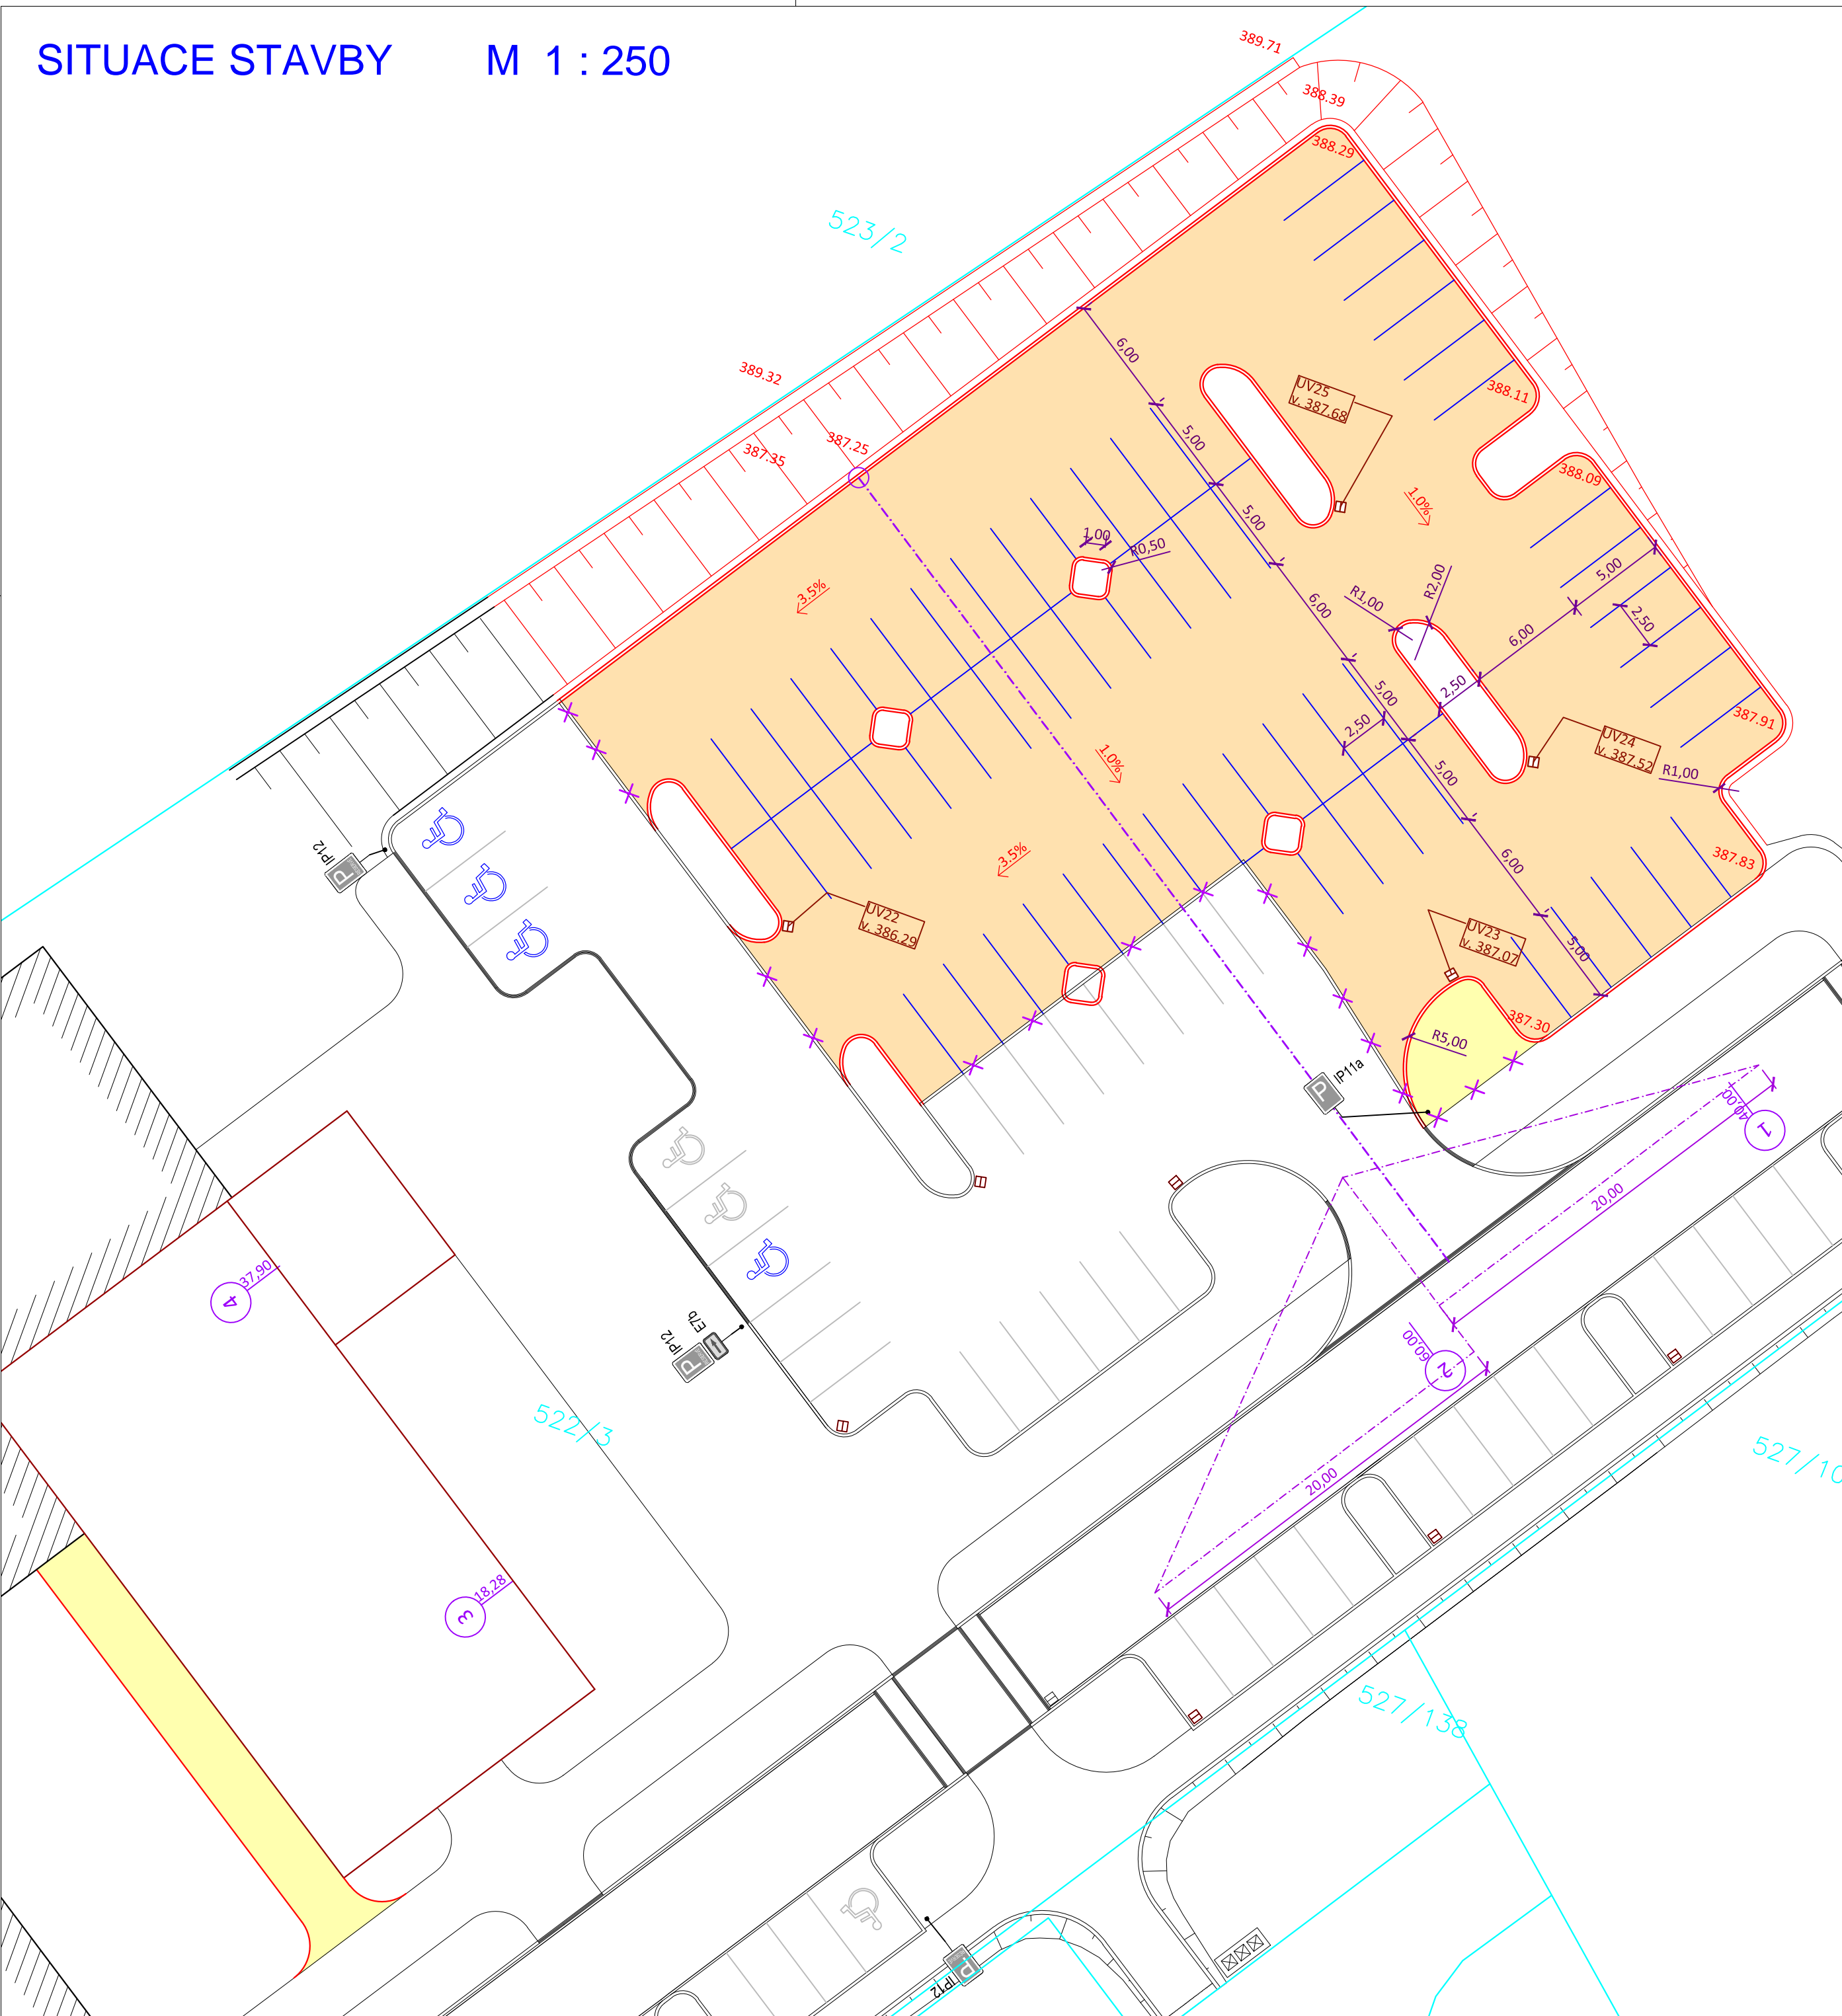 SITUACE STAVBY M 1 : 250
389.71
388.39
388.29
523/2
6,00
389.32
UV25
v. 387.68
388.11
387.25
387.35
5,00
388.09
5,00
1.0%
1,00
R0,50
5,00
3.5%
6,00
R1,00
R2,00
2,50
6,00
2,50
5,00
2,50
387.91
UV24
v. 387.52
1.0%
5,00
R1,00
IP12
P
3.5%
6,00
387.83
UV22
v. 386.29
UV23
v. 387.07
5,00
387.30
R5,00
IP11a
P
40,00
1
20,00
37,90
4
E7b
IP12
P
60,00
2
522/3
20,00
527/10
18,28
3
527/138
P
IP12